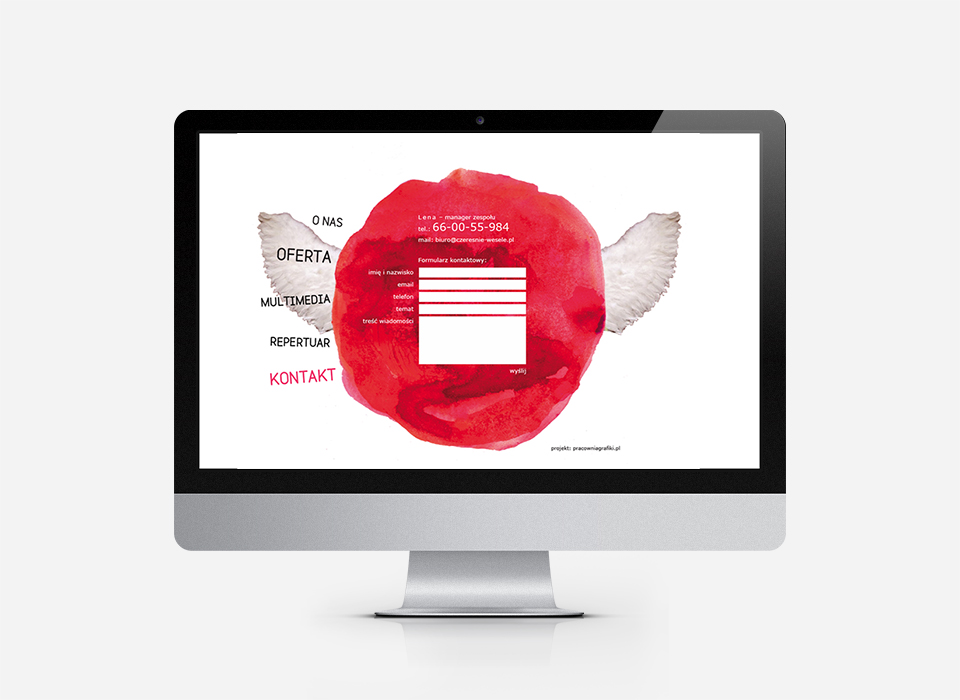 O NAS
OFERTA
MULTIMEDIA
REPERTUAR
KONTAKT
Lena – manager zespołu
tel.: 66-00-55-984
mail: biuro@czeresnie-wesele.pl
Formularz kontaktowy:
imię i nazwisko
email
telefon
temat
treść wiadomości
wyślij
projekt: pracowniagrafiki.pl